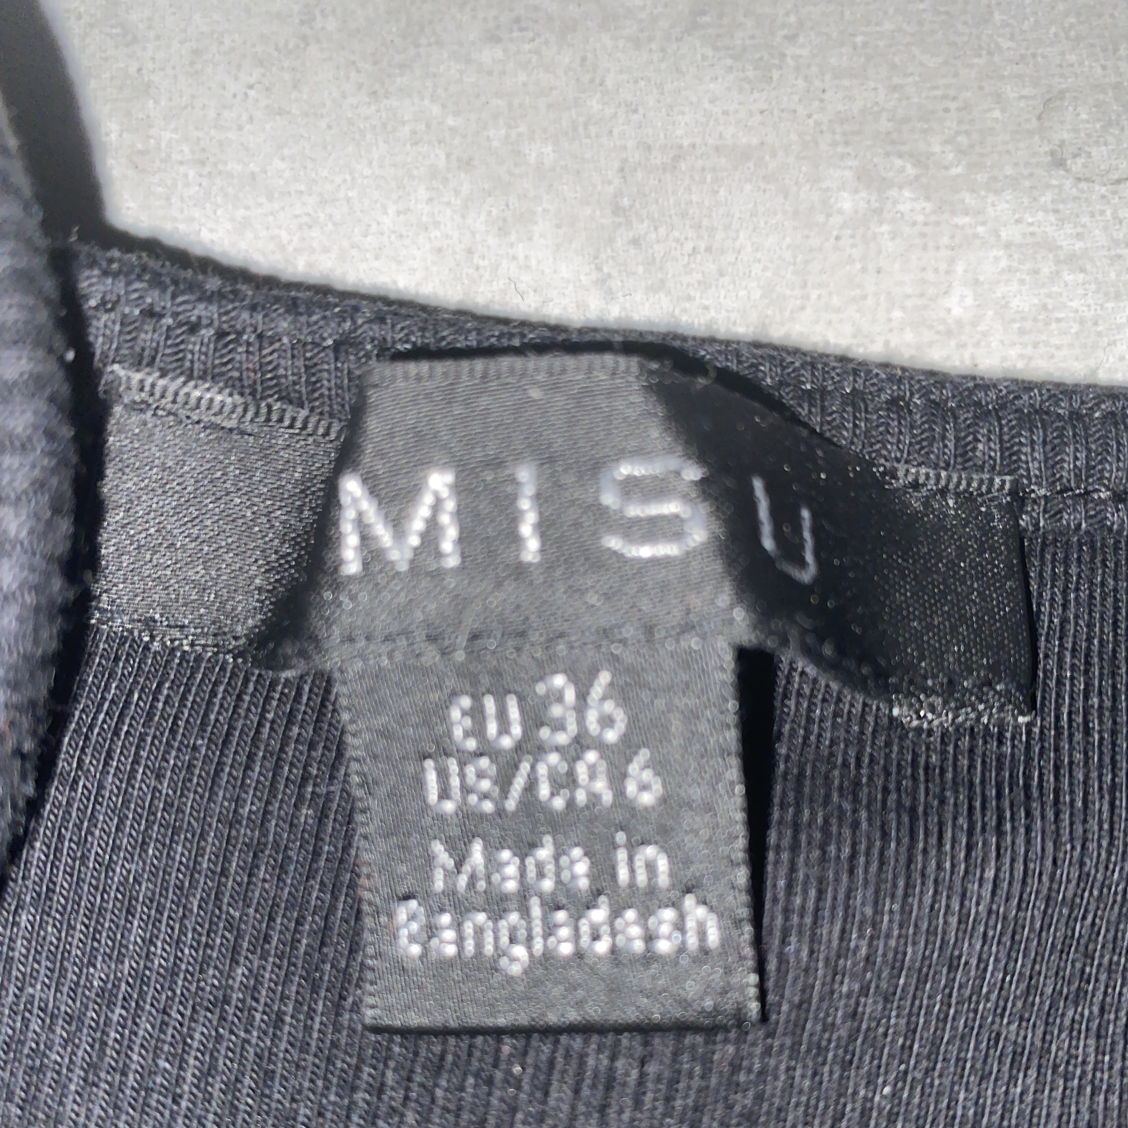 MISU
EU 36
US/CA 6
Made in
Bangladesh